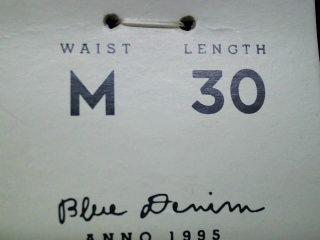 WAIST LENGTH
M 30
Blue Denim
ANNO 1995